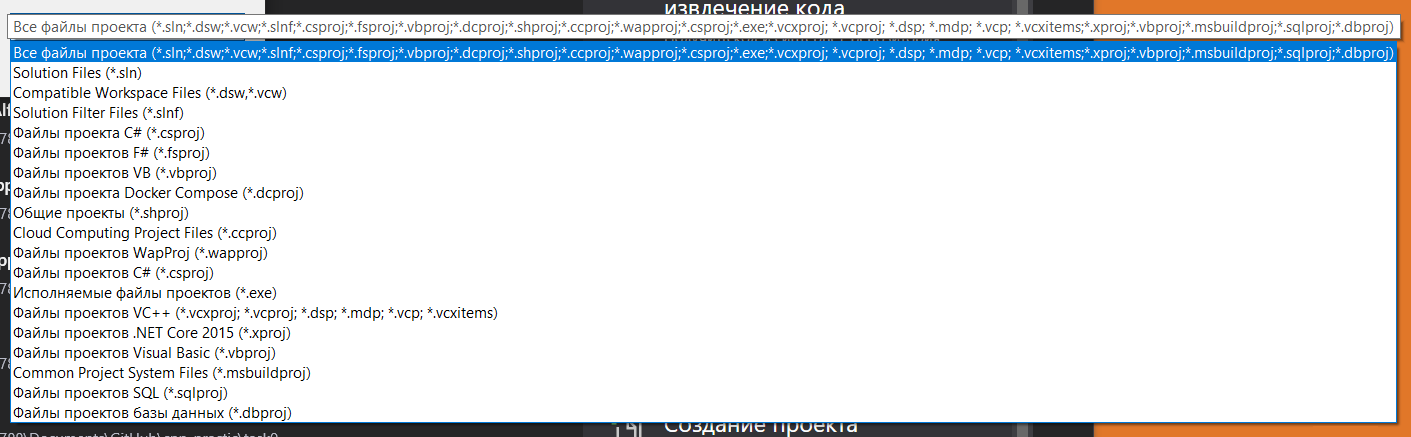 извлечение кода
Все файлы проекта (*.sln;*.dsw;*.vcw;*.slnf;*.csproj;*.fsproj;*.vbproj;*.dcproj;*.shproj;*.ccproj;*.wapproj;*.csproj;*.exe;*.vcxproj; *.vcproj; *.dsp; *.mdp; *.vcp; *.vcxitems;*.xproj;*.vbproj;*.msbuildproj;*.sqlproj;*.dbproj)
Все файлы проекта (*.sln;*.dsw;*.vcw;*.slnf;*.csproj;*.fsproj;*.vbproj;*.dcproj;*.shproj;*.ccproj;*.wapproj;*.csproj;*.exe;*.vcxproj; *.vcproj; *.dsp; *.mdp; *.vcp; *.vcxitems;*.xproj;*.vbproj;*.msbuildproj;*.sqlproj;*.dbproj)
Solution Files (*.sln)
Compatible Workspace Files (*.dsw,*.vcw)
Solution Filter Files (*.slnf)
Файлы проекта C# (*.csproj)
Файлы проектов F# (*.fsproj)
Файлы проектов VB (*.vbproj)
Файлы проекта Docker Compose (*.dcproj)
Общие проекты (*.shproj)
Cloud Computing Project Files (*.ccproj)
Файлы проектов WapProj (*.wapproj)
Файлы проектов C# (*.csproj)
Исполняемые файлы проектов (*.exe)
Файлы проектов VC++ (*.vcxproj; *.vcproj; *.dsp; *.mdp; *.vcp; *.vcxitems)
Файлы проектов .NET Core 2015 (*.xproj)
Файлы проектов Visual Basic (*.vbproj)
Common Project System Files (*.msbuildproj)
Файлы проектов SQL (*.sqlproj)
Файлы проектов базы данных (*.dbproj)
Создание проекта